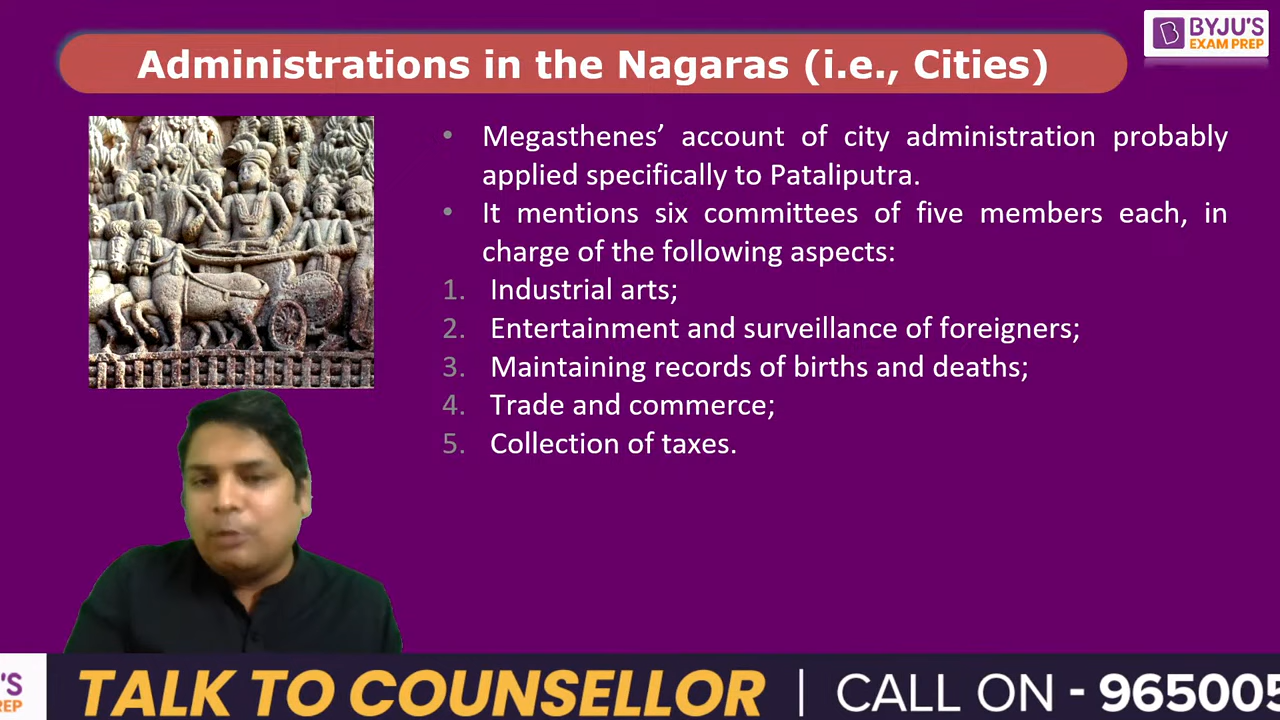 BYJU'S
EXAM PREP
Administrations in the Nagaras (i.e., Cities)
• Megasthenes’ account of city administration probably
applied specifically to Pataliputra.
• It mentions six committees of five members each, in
charge of the following aspects:
1. Industrial arts;
2. Entertainment and surveillance of foreigners;
3. Maintaining records of births and deaths;
4. Trade and commerce;
5. Collection of taxes.
'S
REP
TALK TO COUNSELLOR | CALL ON - 965005